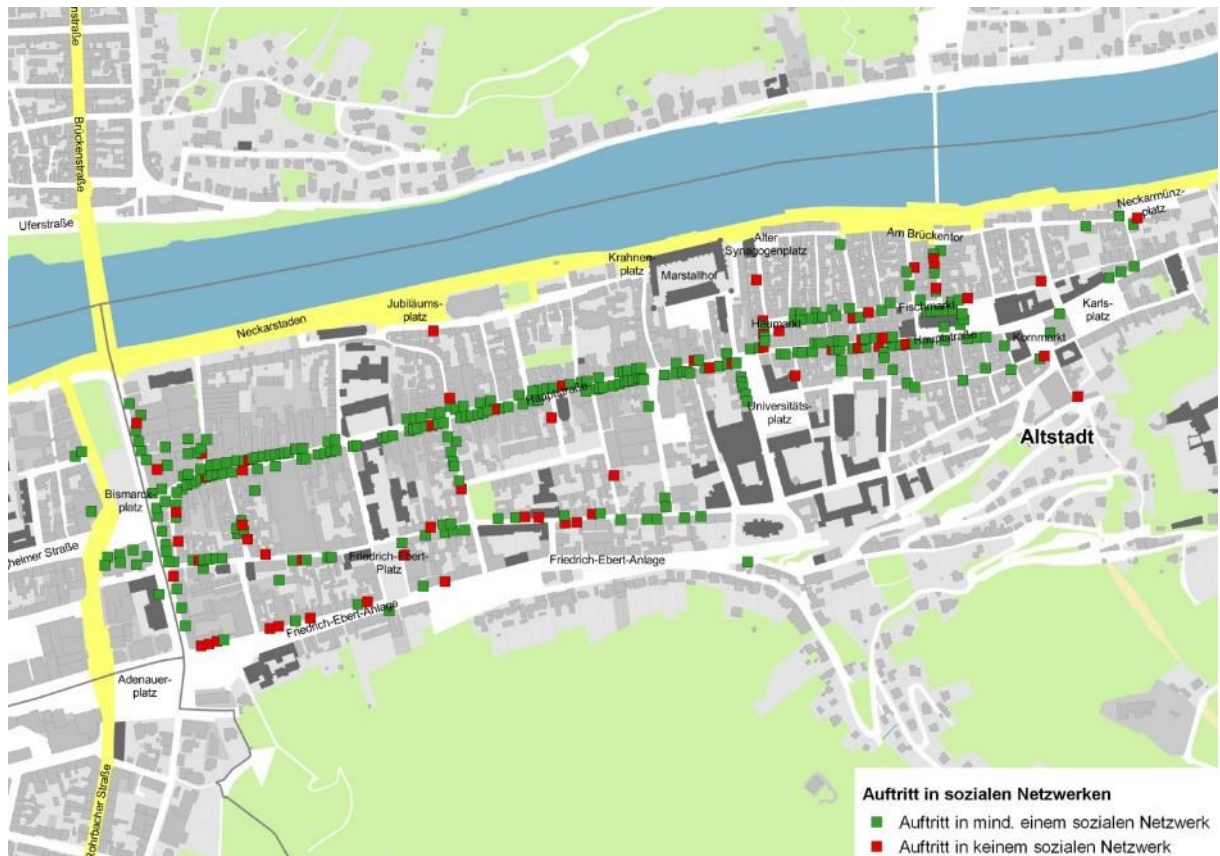 nstraße
Brückenstraße
Uferstraße
Neckarmünz-
platz
Am Brückentor
Alter
Synagogenplatz
Krahnen-
platz
Marstallhof
Karls-
platz
Jubiläums-
platz
Neckarstaden
Fischmarkt
Heumarkt
Hauptstraße
Kornmarkt
Hauptstraße
Universitäts-
platz
Altstadt
Bismarck-
platz
heimer Straße
Friedrich-Ebert-
Platz
Friedrich-Ebert-Anlage
Friedrich-Ebert-Anlage
Adenauer-
platz
Rohrbacher Straße
Auftritt in sozialen Netzwerken
Auftritt in mind. einem sozialen Netzwerk
Auftritt in keinem sozialen Netzwerk